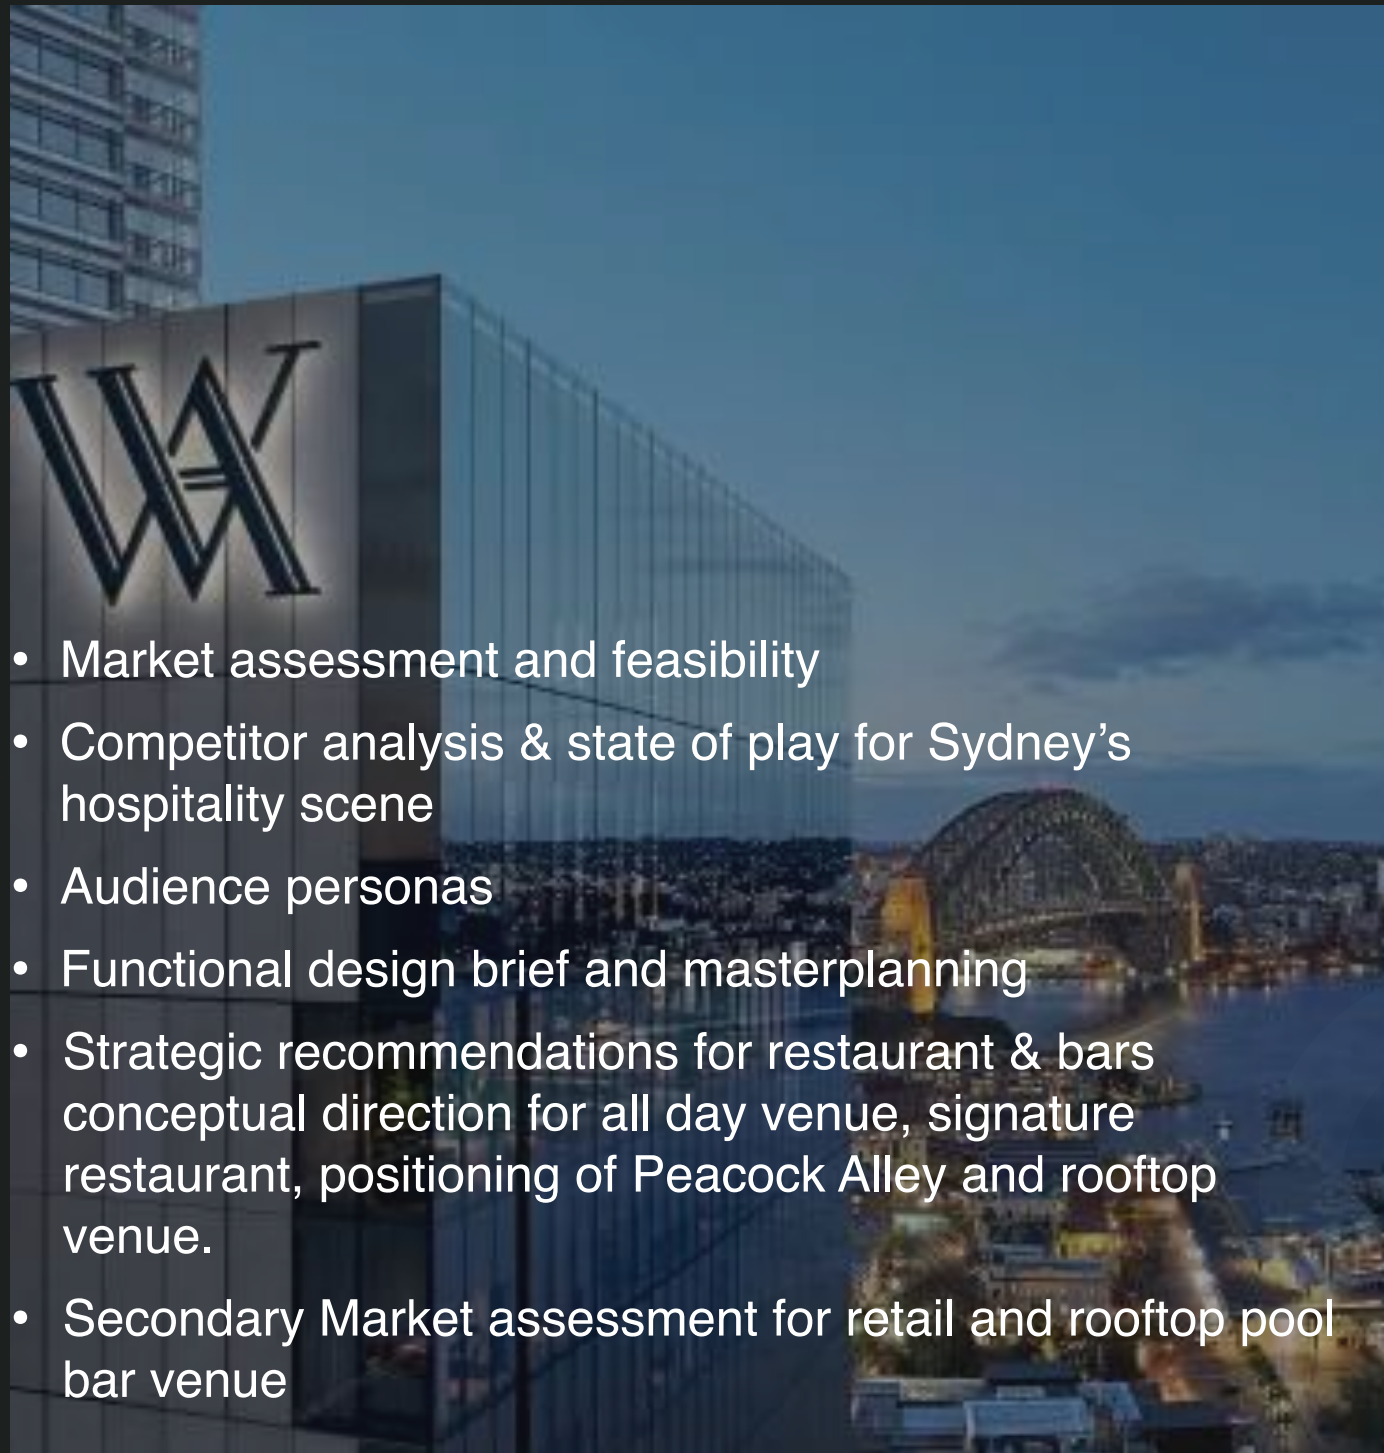 WA
• Market assessment and feasibility
• Competitor analysis & state of play for Sydney’s
hospitality scene
• Audience personas
• Functional design brief and masterplanning
• Strategic recommendations for restaurant & bars
conceptual direction for all day venue, signature
restaurant, positioning of Peacock Alley and rooftop
venue.
• Secondary Market assessment for retail and rooftop pool
bar venue